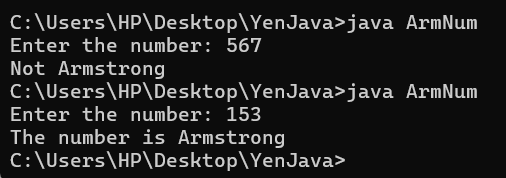 C:\Users\HP\Desktop\YenJava>java ArmNum
Enter the number: 567
Not Armstrong
C:\Users\HP\Desktop\YenJava>java ArmNum
Enter the number: 153
The number is Armstrong
C:\Users\HP\Desktop\YenJava>